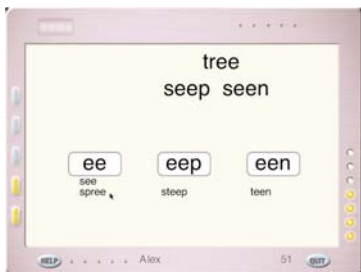 tree
seep seen
ee eep een
see
spree steep teen
HELP Alex 51 QUIT